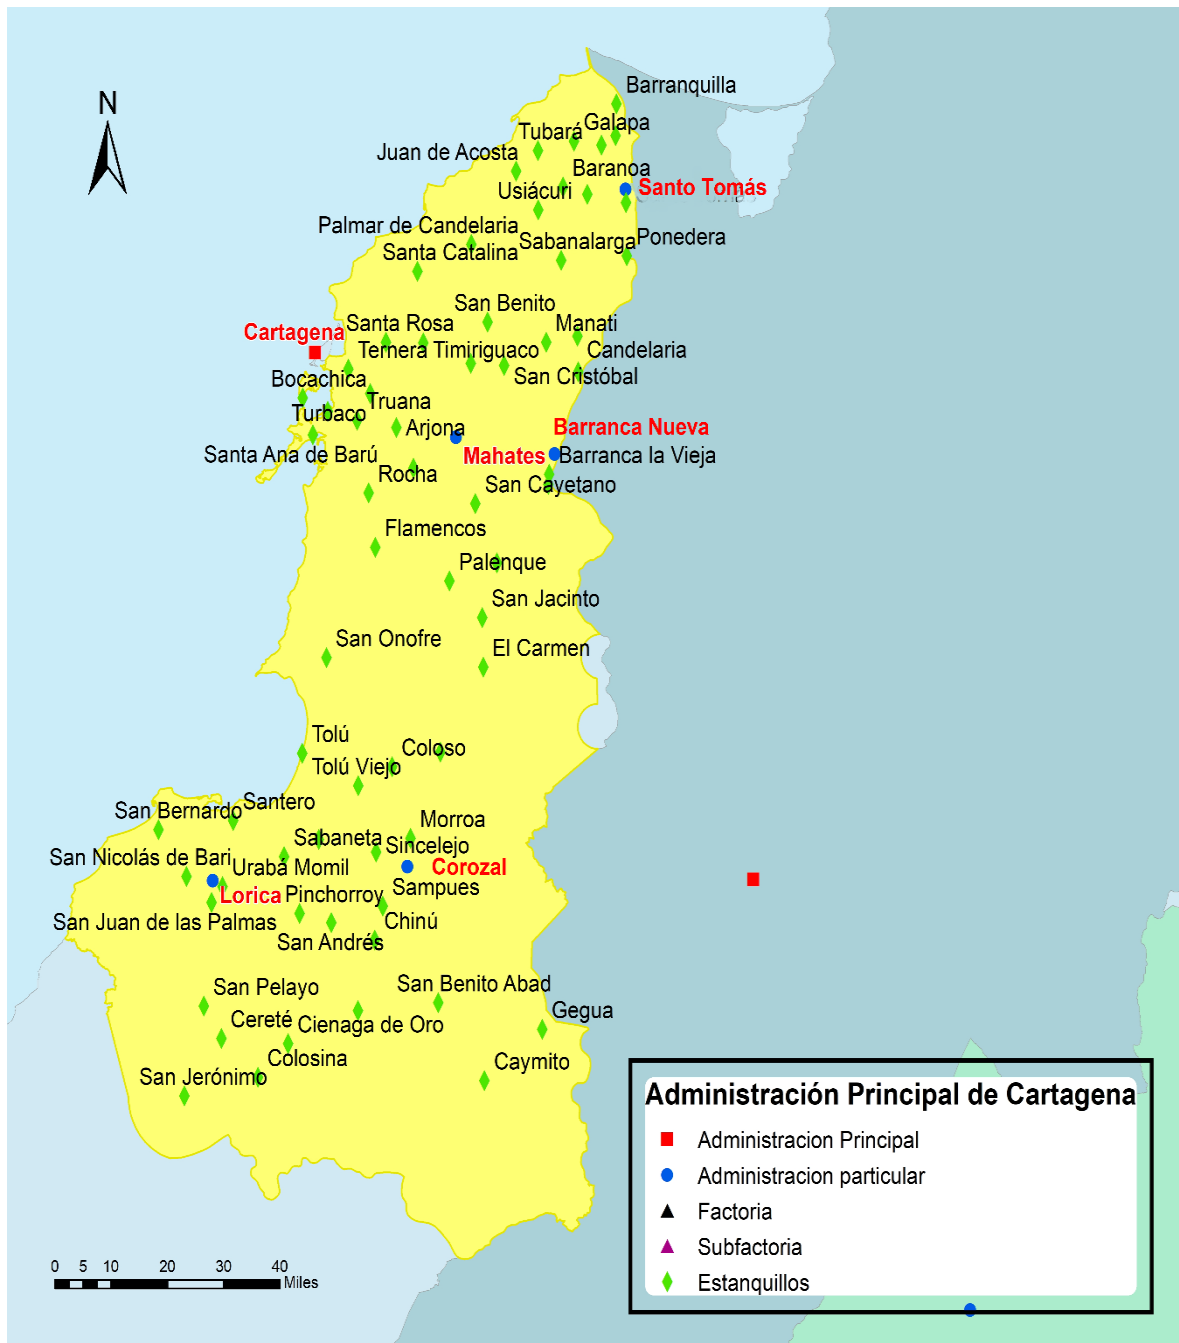 N
Barranquilla
Galapa
Tubará
Juan de Acosta
Baranoa
Usiácuri
Santo Tomás
Palmar de Candelaria
Sabanalarga
Ponedera
Santa Catalina
San Benito
Cartagena
Santa Rosa
Manati
Ternera
Timiriguaco
Candelaria
San Cristóbal
Bocachica
Truana
Turbaco
Arjona
Barranca Nueva
Santa Ana de Barú
Mahates
Barranca la Vieja
Rocha
San Cayetano
Flamencos
Palenque
San Jacinto
San Onofre
El Carmen
Tolú
Coloso
Tolú Viejo
San Bernardo
Santero
Morroa
Sabaneta
Sincelejo
San Nicolás de Bari
Urabá
Momil
Corozal
Lorica
Pinchorroy
Sampues
San Juan de las Palmas
Chinú
San Andrés
San Pelayo
San Benito Abad
Gegua
Cereté
Cienaga de Oro
Colosina
Caymito
San Jerónimo
Administración Principal de Cartagena
Administracion Principal
Administracion particular
Factoria
Subfactoria
Estanquillos
0 5 10 20 30 40
Miles